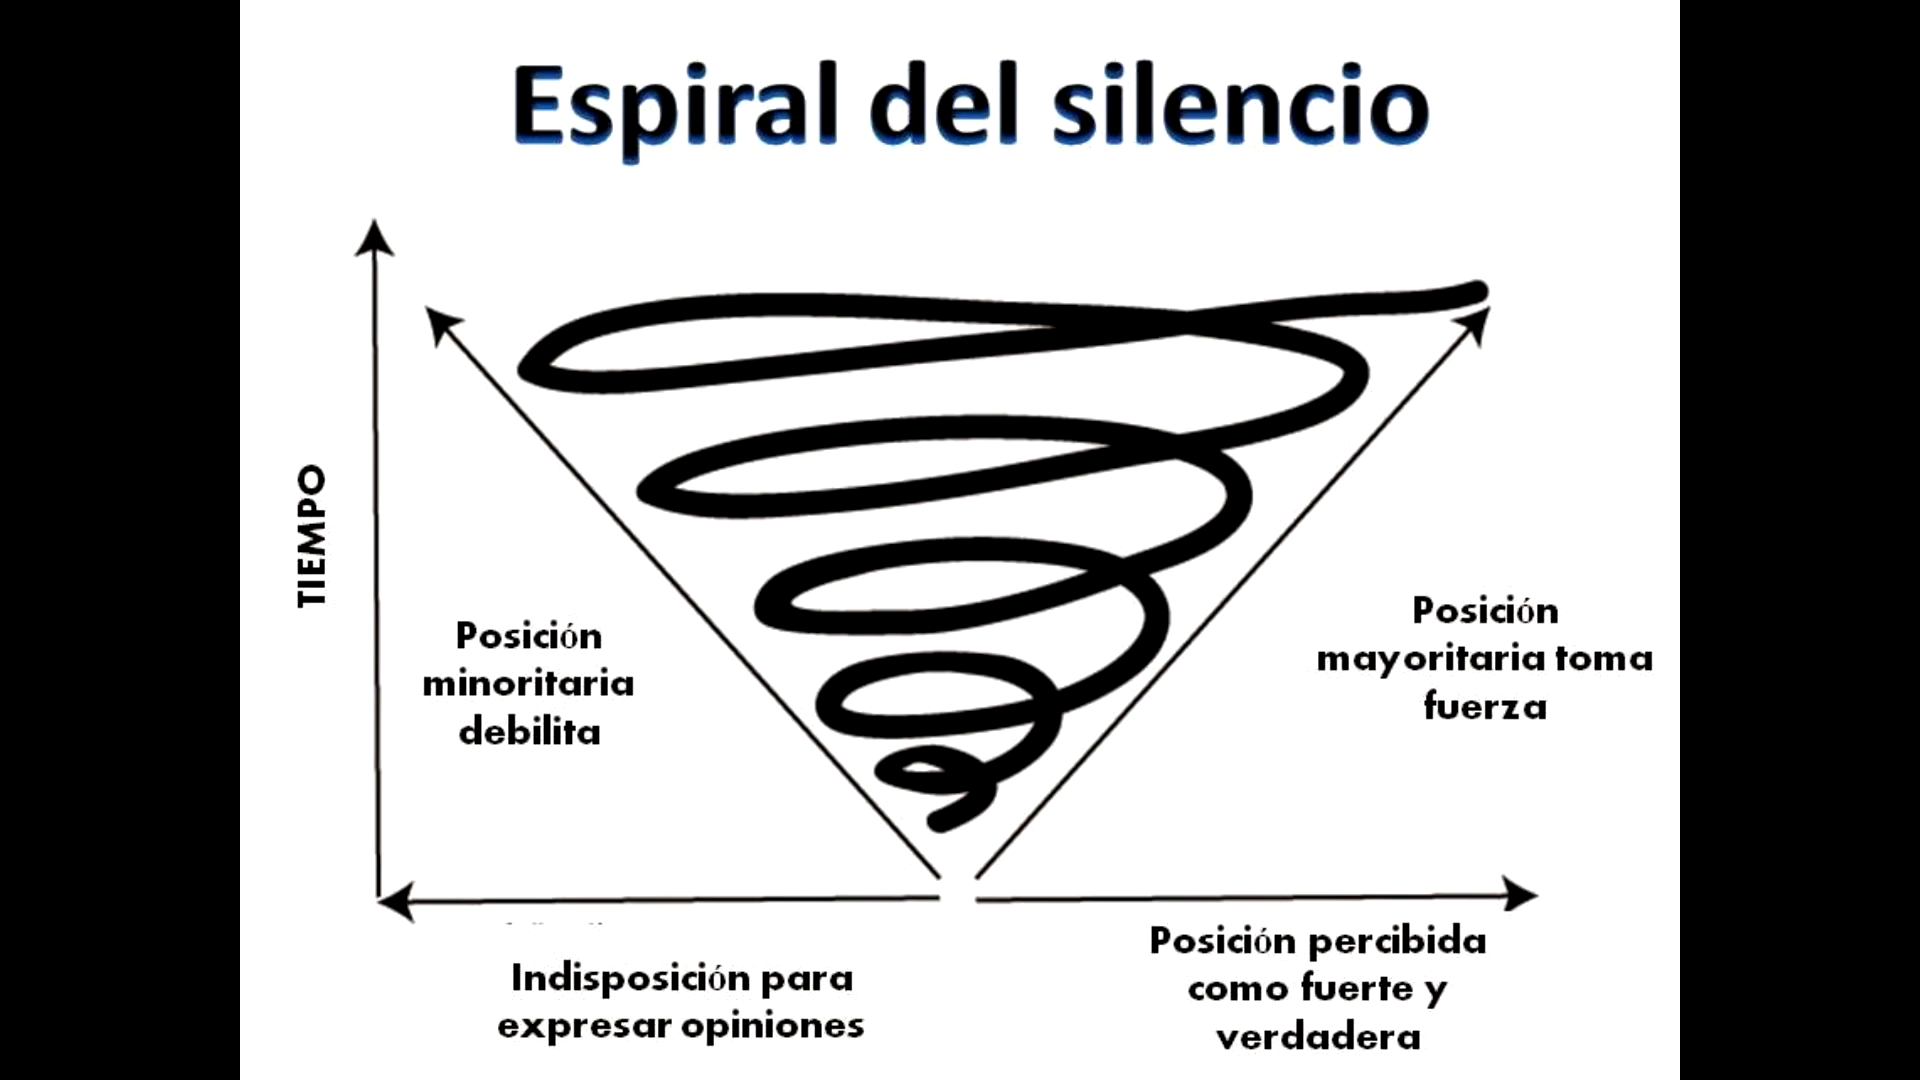 Espiral del silencio
TIEMPO
Posición
minoritaria
debilita
Posición
mayoritaria toma
fuerza
Indisposición para
expresar opiniones
Posición percibida
como fuerte y
verdadera